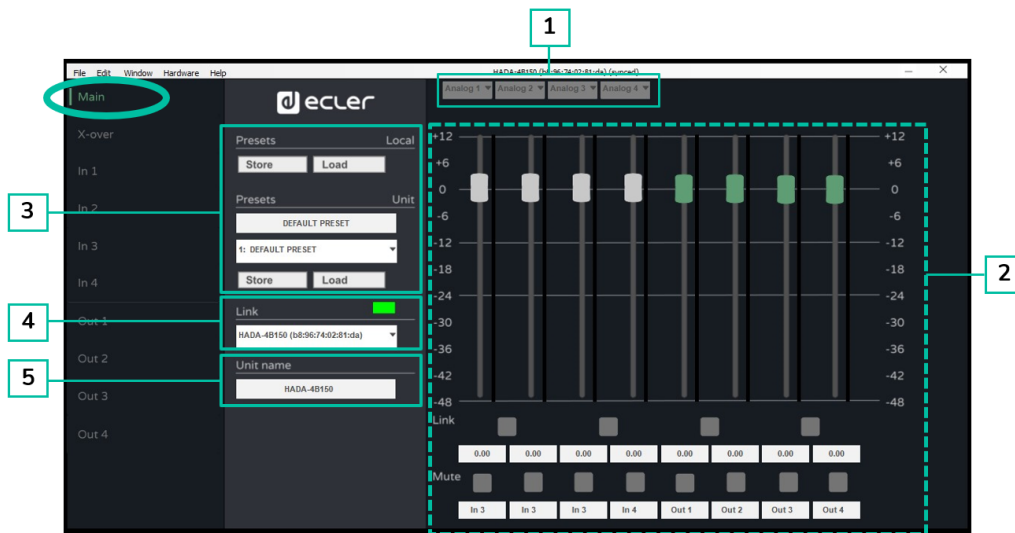 1
File Edit Window Hardware Help
HADA-4B150 (b8:96:74:02:81:da) (synced)
Analog 1 Analog 2 Analog 3 Analog 4
Main
ecler
X-over
In 1
In 2
In 3
In 4
Out 1
Out 2
Out 3
Out 4
3
Presets Local
Store Load
Presets Unit
DEFAULT PRESET
1: DEFAULT PRESET
Store Load
4
Link
HADA-4B150 (b8:96:74:02:81:da)
5
Unit name
HADA-4B150
+12 +12
+6 +6
0 0
-6 -6
-12 -12
-18 -18
-24 -24
-30 -30
-36 -36
-42 -42
-48 -48
2
Link
0.00 0.00 0.00 0.00 0.00 0.00 0.00 0.00
Mute
In 3 In 3 In 3 In 4 Out 1 Out 2 Out 3 Out 4